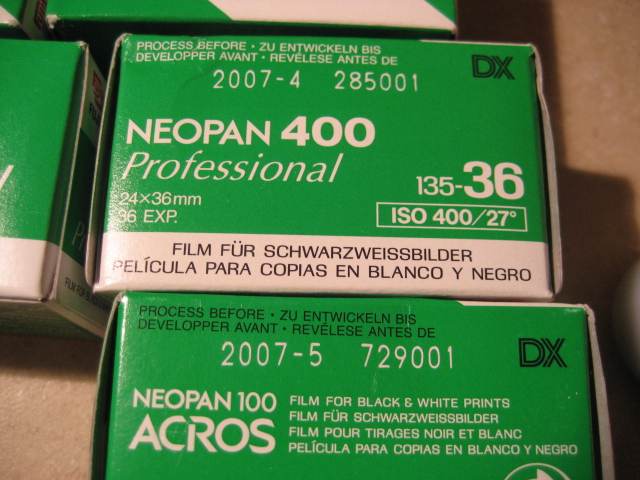 PROCESS BEFORE • ZU ENTWICKELN BIS
DEVELOPPER AVANT • REVÉLESE ANTES DE
2007-4 285001
DX
NEOPAN 400
Professional
24×36mm
36 EXP.
135-36
ISO 400/27°
FILM FÜR SCHWARZWEISSBILDER
PELÍCULA PARA COPIAS EN BLANCO Y NEGRO
PROCESS BEFORE • ZU ENTWICKELN BIS
DEVELOPPER AVANT • REVÉLESE ANTES DE
2007-5 729001
DX
NEOPAN 100
ACROS
FILM FOR BLACK & WHITE PRINTS
FILM FÜR SCHWARZWEISSBILDER
FILM POUR TIRAGES NOIR ET BLANC
PELÍCULA PARA COPIAS EN BLANCO Y NEGRO